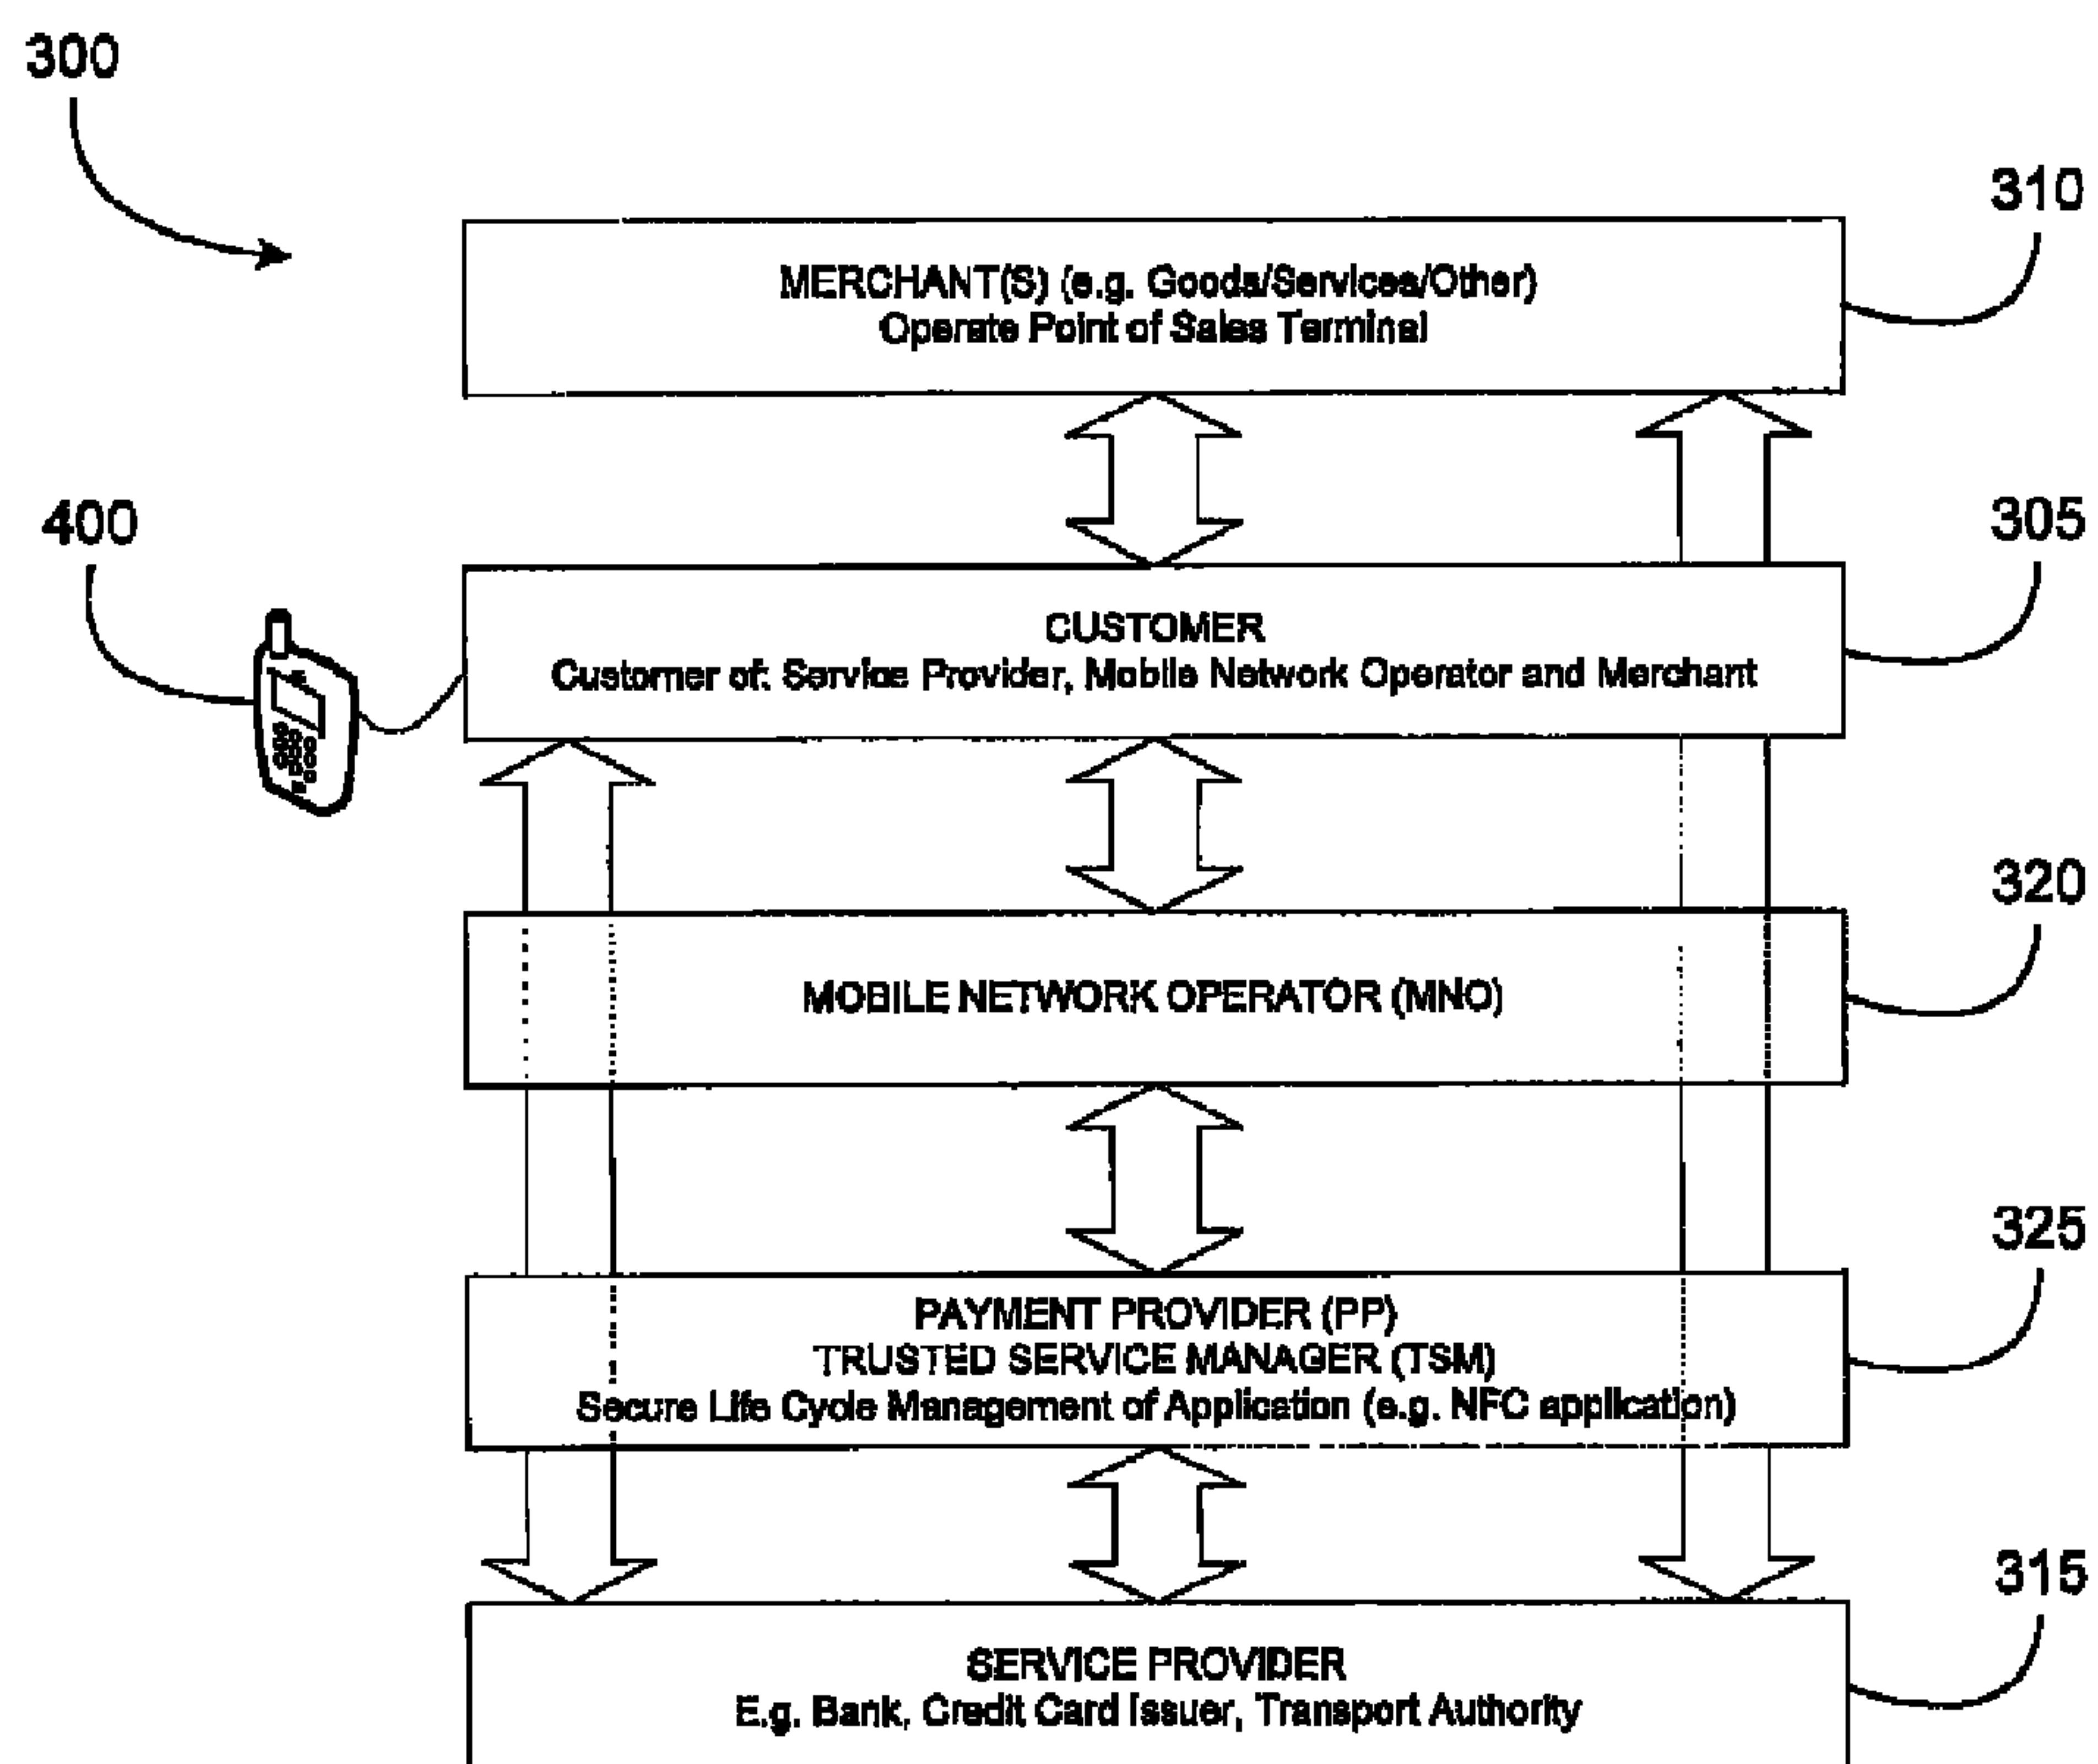 300
310
MERCHANT(S) (e.g. Goods/Services/Other)
Operate Point of Sales Terminal
400
305
CUSTOMER
Customer of: Service Provider, Mobile Network Operator and Merchant
320
MOBILE NETWORK OPERATOR (MNO)
325
PAYMENT PROVIDER (PP)
TRUSTED SERVICE MANAGER (TSM)
Secure Life Cycle Management of Application (e.g. NFC application)
315
SERVICE PROVIDER
E.g. Bank, Credit Card Issuer, Transport Authority